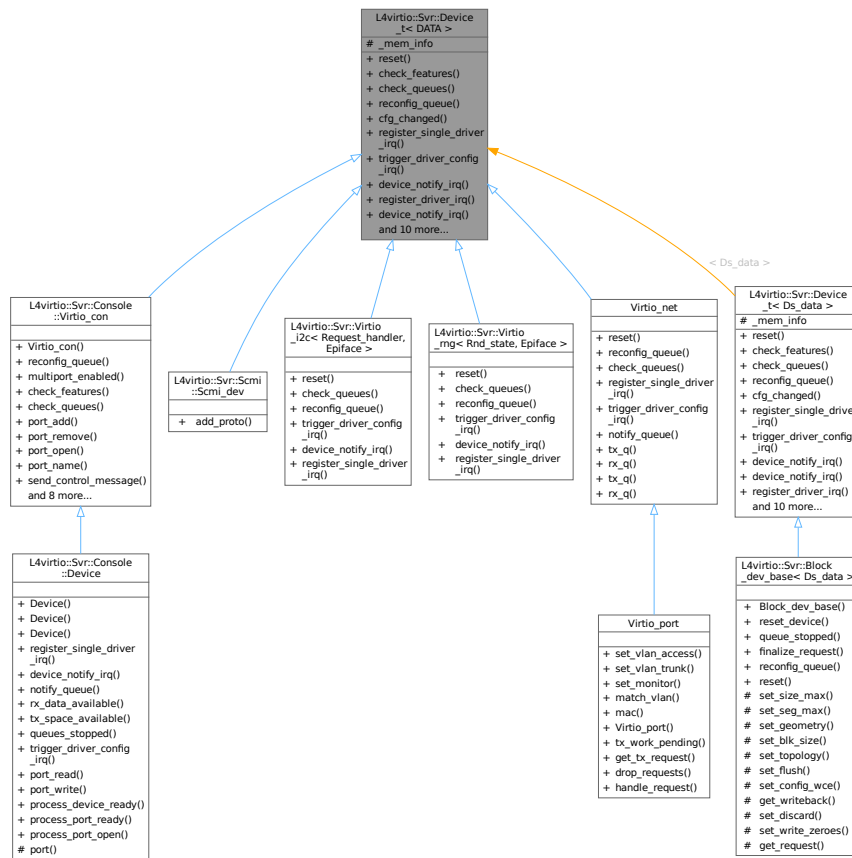 L4virtio::Svr::Device
_t< DATA >
# _mem_info
+ reset()
+ check_features()
+ check_queues()
+ reconfig_queue()
+ cfg_changed()
+ register_single_driver
_irq()
+ trigger_driver_config
_irq()
+ device_notify_irq()
+ register_driver_irq()
+ device_notify_irq()
and 10 more...
< Ds_data >
L4virtio::Svr::Console
::Virtio_con
+ Virtio_con()
+ reconfig_queue()
+ multiport_enabled()
+ check_features()
+ check_queues()
+ port_add()
+ port_remove()
+ port_open()
+ port_name()
+ send_control_message()
and 8 more...
L4virtio::Svr::Scmi
::Scmi_dev
+ add_proto()
L4virtio::Svr::Virtio
_i2c< Request_handler,
Epiface >
+ reset()
+ check_queues()
+ reconfig_queue()
+ trigger_driver_config
_irq()
+ device_notify_irq()
+ register_single_driver
_irq()
L4virtio::Svr::Virtio
_rng< Rnd_state, Epiface >
+ reset()
+ check_queues()
+ reconfig_queue()
+ trigger_driver_config
_irq()
+ device_notify_irq()
+ register_single_driver
_irq()
Virtio_net
+ reset()
+ reconfig_queue()
+ check_queues()
+ register_single_driver
_irq()
+ trigger_driver_config
_irq()
+ notify_queue()
+ tx_q()
+ rx_q()
+ tx_q()
+ rx_q()
L4virtio::Svr::Device
_t< Ds_data >
# _mem_info
+ reset()
+ check_features()
+ check_queues()
+ reconfig_queue()
+ cfg_changed()
+ register_single_driver
_irq()
+ trigger_driver_config
_irq()
+ device_notify_irq()
+ device_notify_irq()
+ register_driver_irq()
and 10 more...
L4virtio::Svr::Console
::Device
+ Device()
+ Device()
+ Device()
+ register_single_driver
_irq()
+ device_notify_irq()
+ notify_queue()
+ rx_data_available()
+ tx_space_available()
+ queues_stopped()
+ trigger_driver_config
_irq()
+ port_read()
+ port_write()
+ process_device_ready()
+ process_port_ready()
+ process_port_open()
# port()
Virtio_port
+ set_vlan_access()
+ set_vlan_trunk()
+ set_monitor()
+ match_vlan()
+ mac()
+ Virtio_port()
+ tx_work_pending()
+ get_tx_request()
+ drop_requests()
+ handle_request()
L4virtio::Svr::Block
_dev_base< Ds_data >
+ Block_dev_base()
+ reset_device()
+ queue_stopped()
+ finalize_request()
+ reconfig_queue()
+ reset()
# set_size_max()
# set_seg_max()
# set_geometry()
# set_blk_size()
# set_topology()
# set_flush()
# set_config_wce()
# get_writeback()
# set_discard()
# set_write_zeroes()
# get_request()